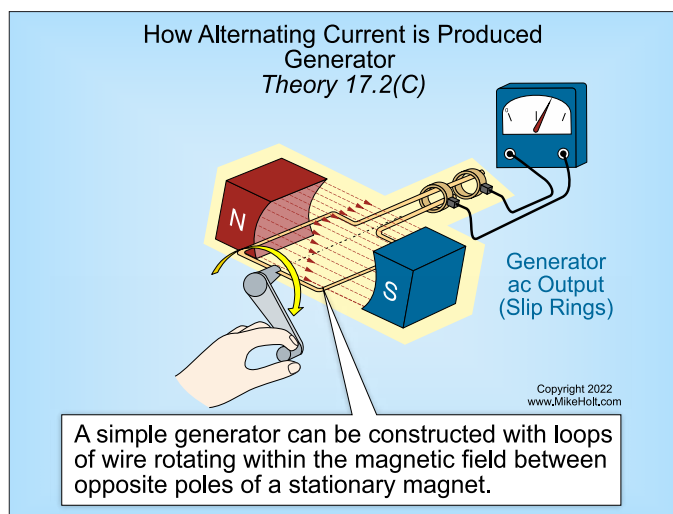 How Alternating Current is Produced
Generator
Theory 17.2(C)
0
N
S
Generator
ac Output
(Slip Rings)
Copyright 2022
www.MikeHolt.com
A simple generator can be constructed with loops
of wire rotating within the magnetic field between
opposite poles of a stationary magnet.